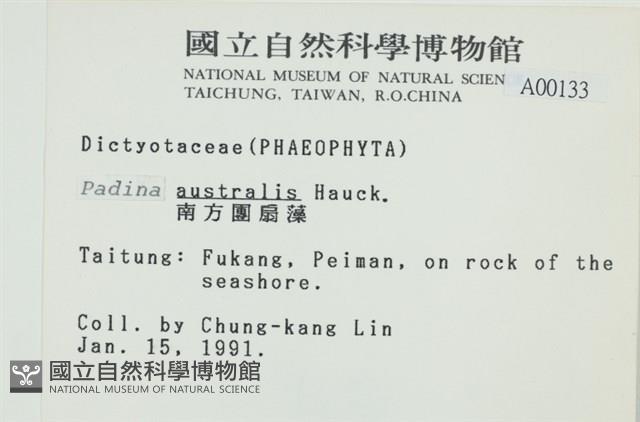 國立自然科學博物館
NATIONAL MUSEUM OF NATURAL SCIEN
TAICHUNG, TAIWAN, R.O.CHINA
A00133
Dictyotaceae(PHAEOPHYTA)
Padina australis Hauck.
南方團扇藻
Taitung: Fukang, Peiman, on rock of the
seashore.
Coll. by Chung-kang Lin
Jan. 15, 1991.
國立自然科學博物館
NATIONAL MUSEUM OF NATURAL SCIENCE